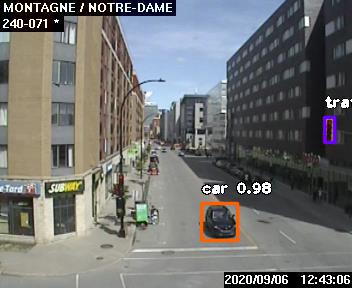 MONTAGNE / NOTRE-DAME
240-071 *
tra
car 0.98
SUBWAY
2020/09/06 12:43:06